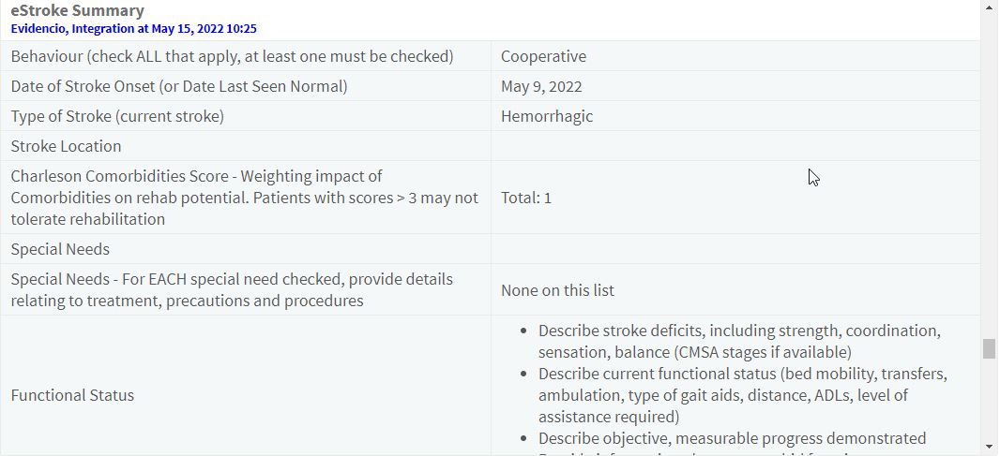 eStroke Summary
Evidencio, Integration at May 15, 2022 10:25
Behaviour (check ALL that apply, at least one must be checked)
Cooperative
Date of Stroke Onset (or Date Last Seen Normal)
May 9, 2022
Type of Stroke (current stroke)
Hemorrhagic
Stroke Location
Charleson Comorbidities Score - Weighting impact of
Comorbidities on rehab potential. Patients with scores > 3 may not
tolerate rehabilitation
Total: 1
Special Needs
Special Needs - For EACH special need checked, provide details
relating to treatment, precautions and procedures
None on this list
Functional Status
• Describe stroke deficits, including strength, coordination,
sensation, balance (CMSA stages if available)
• Describe current functional status (bed mobility, transfers,
ambulation, type of gait aids, distance, ADLs, level of
assistance required)
• Describe objective, measurable progress demonstrated